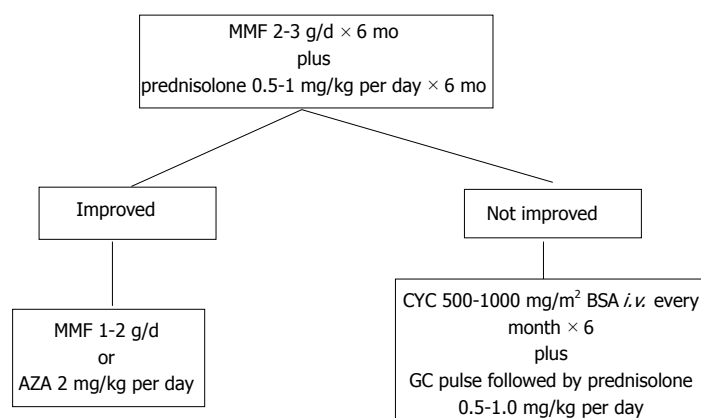 MMF 2-3 g/d × 6 mo
plus
prednisolone 0.5-1 mg/kg per day × 6 mo
Improved
Not improved
MMF 1-2 g/d
or
AZA 2 mg/kg per day
CYC 500-1000 mg/m² BSA i.v. every
month × 6
plus
GC pulse followed by prednisolone
0.5-1.0 mg/kg per day